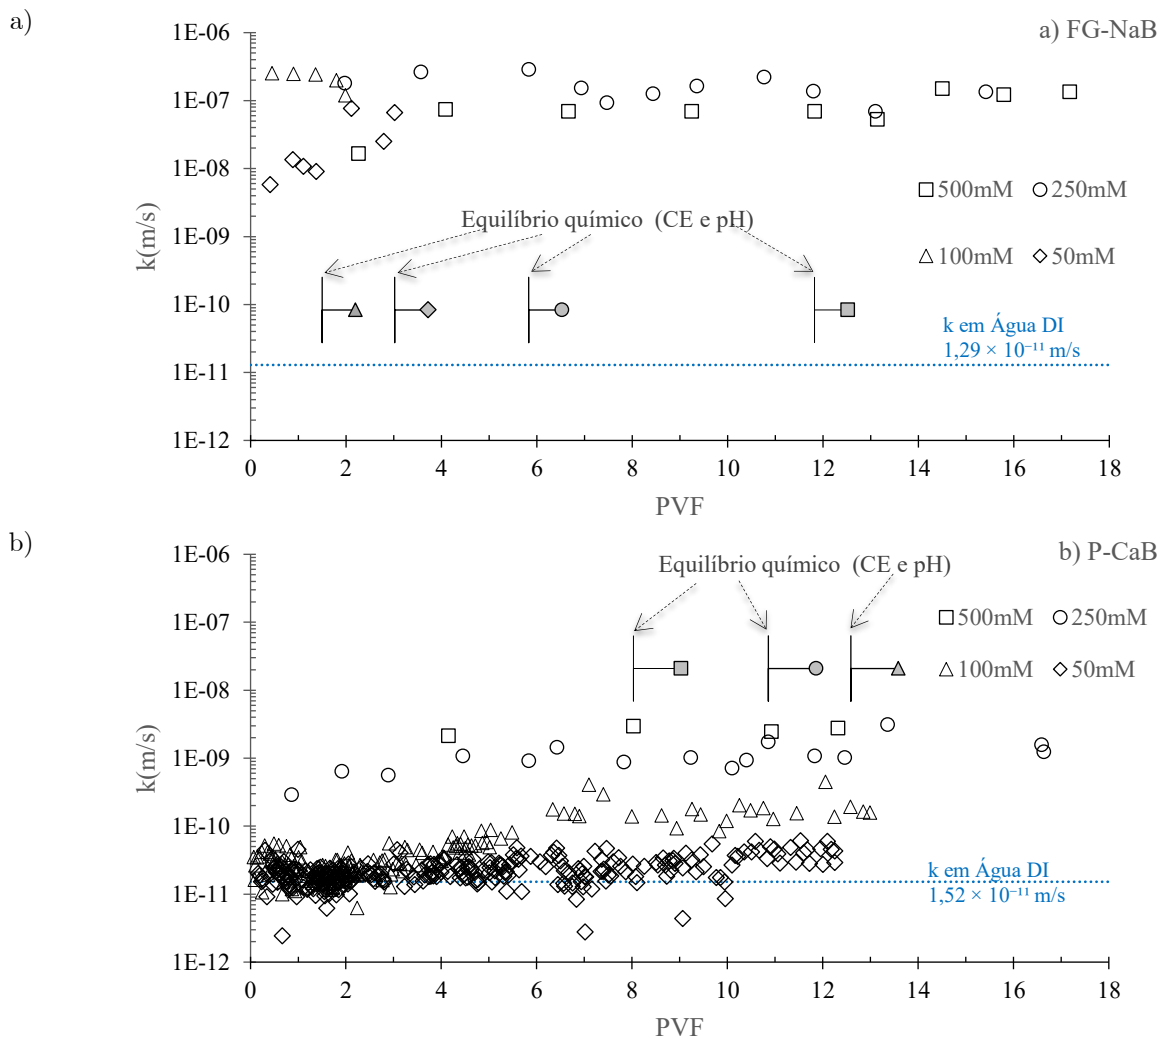 a)
a) FG-NaB
1E-06
1E-07
1E-08
1E-09
1E-10
1E-11
1E-12
k(m/s)
500mM 250mM
100mM 50mM
Equilíbrio químico (CE e pH)
k em Água DI
1,29 × 10⁻¹¹ m/s
0 2 4 6 8 10 12 14 16 18
PVF
b)
b) P-CaB
1E-06
1E-07
1E-08
1E-09
1E-10
1E-11
1E-12
k(m/s)
Equilíbrio químico (CE e pH)
500mM 250mM
100mM 50mM
k em Água DI
1,52 × 10⁻¹¹ m/s
0 2 4 6 8 10 12 14 16 18
PVF